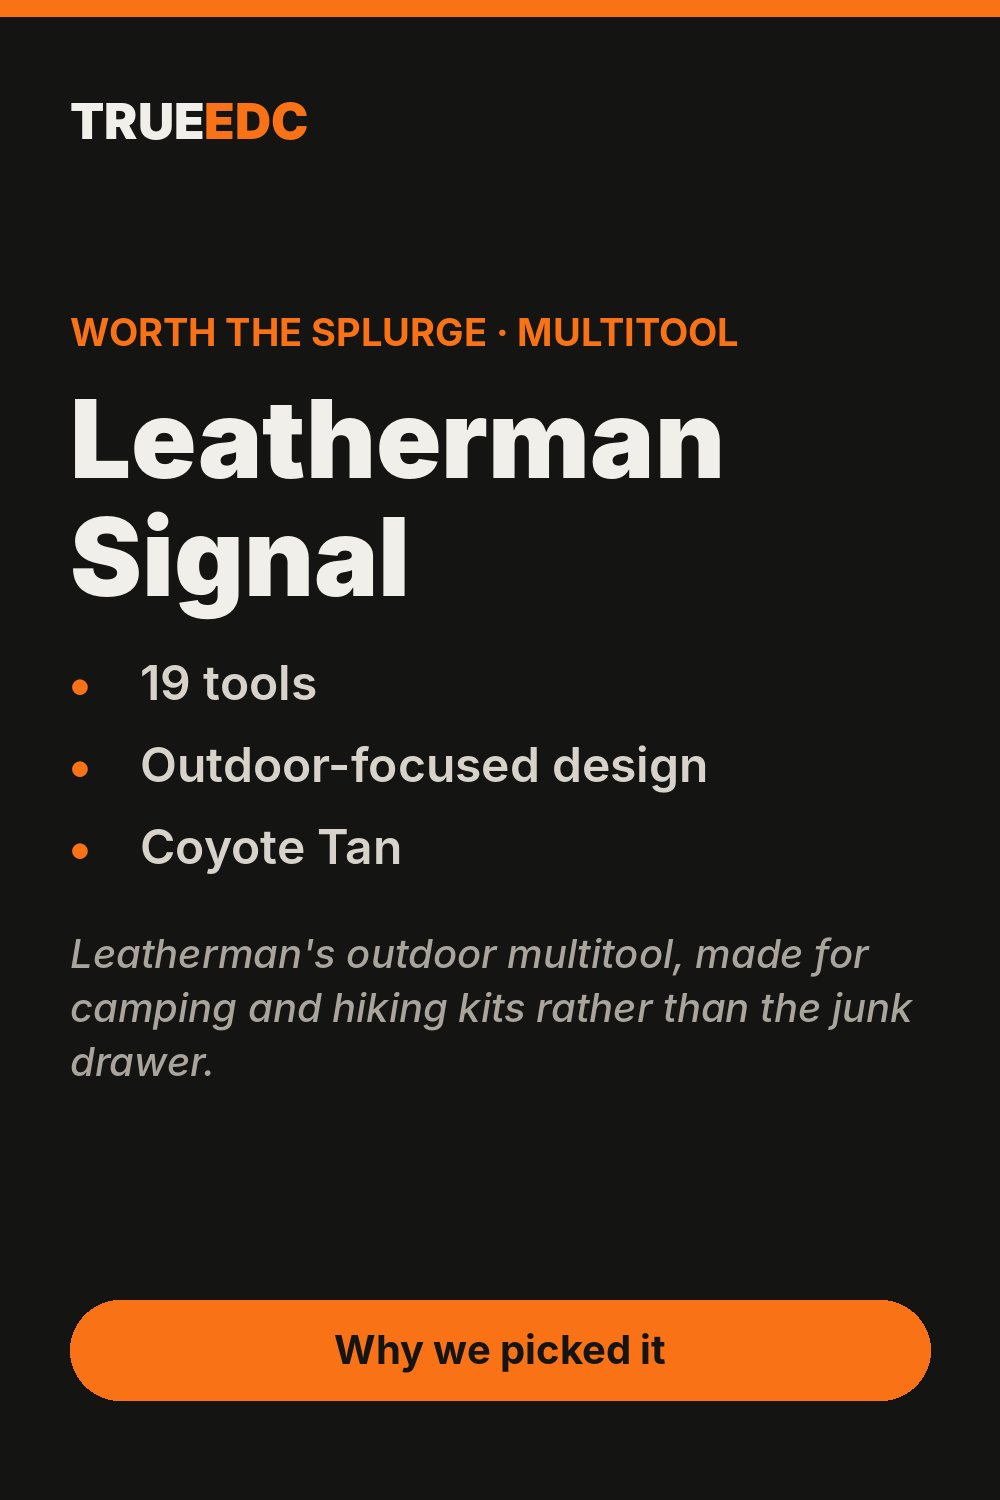 TRUEEDC
WORTH THE SPLURGE · MULTITOOL
Leatherman
Signal
• 19 tools
• Outdoor-focused design
• Coyote Tan
Leatherman's outdoor multitool, made for
camping and hiking kits rather than the junk
drawer.
Why we picked it